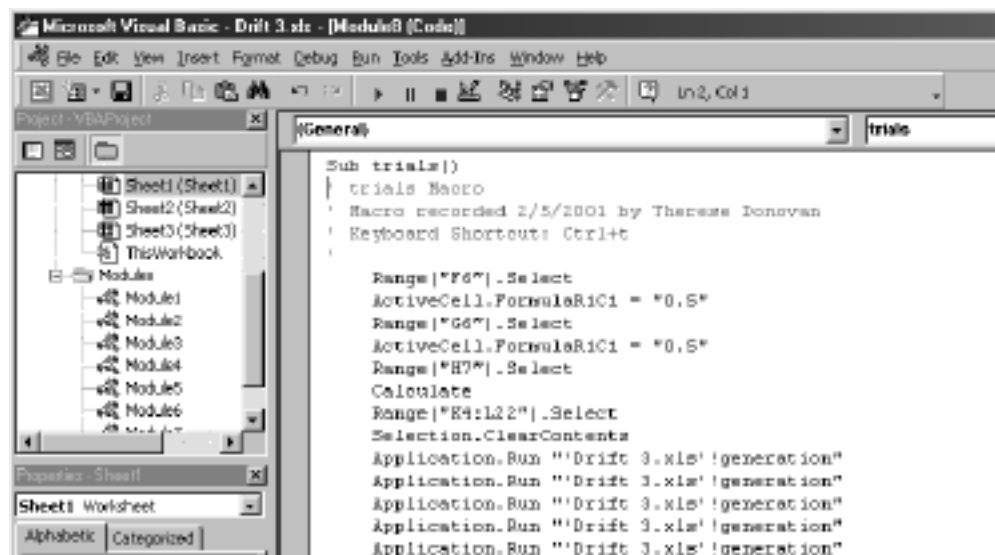 Microsoft Visual Basic - Drift 3.xls - [Module8 (Code)]
File Edit View Insert Format Debug Run Tools Add-Ins Window Help
Ln 2, Col 1
Project - VBAProject
(General)
trials
Sheet1 (Sheet1)
Sheet2 (Sheet2)
Sheet3 (Sheet3)
ThisWorkbook
Modules
Module1
Module2
Module3
Module4
Module5
Module6
Properties - Sheet1
Sheet1 Worksheet
Alphabetic Categorized
Sub trials()
' trials Macro
' Macro recorded 2/5/2001 by Therese Donovan
' Keyboard Shortcut: Ctrl+t
'
Range("F6").Select
ActiveCell.FormulaR1C1 = "0.5"
Range("G6").Select
ActiveCell.FormulaR1C1 = "0.5"
Range("H7").Select
Calculate
Range("K4:L22").Select
Selection.ClearContents
Application.Run "'Drift 3.xls'!generation"
Application.Run "'Drift 3.xls'!generation"
Application.Run "'Drift 3.xls'!generation"
Application.Run "'Drift 3.xls'!generation"
Application.Run "'Drift 3.xls'!generation"